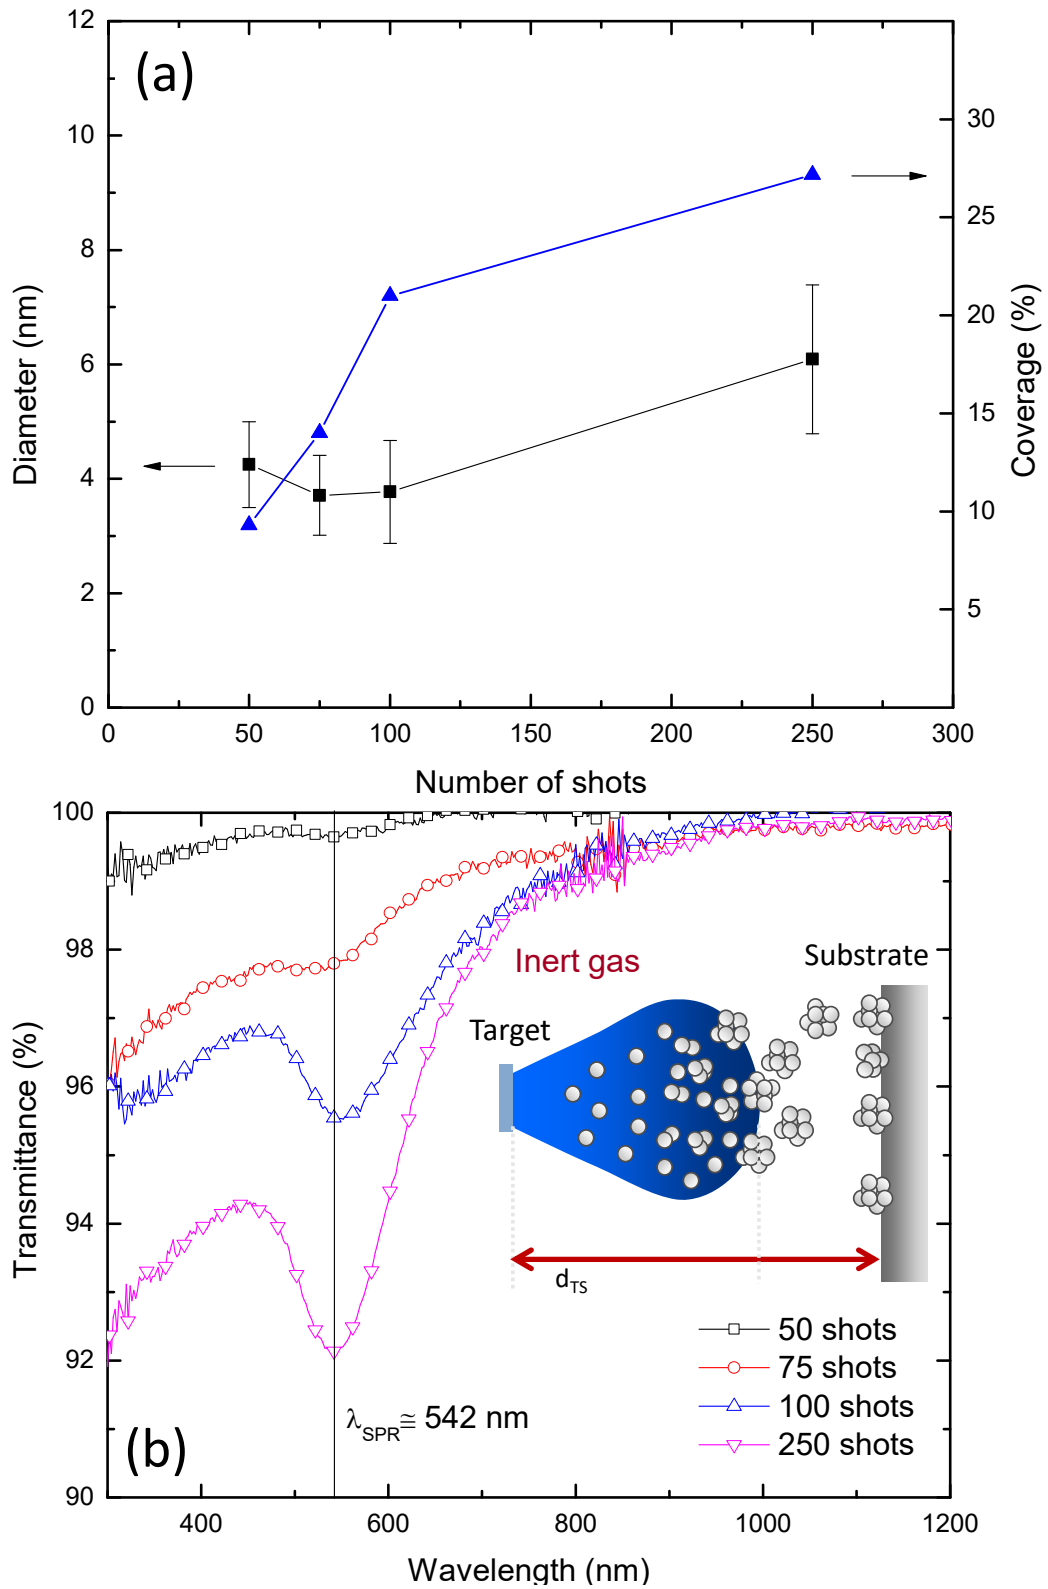 (a)
12
10
8
6
4
2
0
Diameter (nm)
30
25
20
15
10
5
Coverage (%)
0 50 100 150 200 250 300
Number of shots
100
98
96
94
92
90
Transmittance (%)
Inert gas
Substrate
Target
dTS
50 shots
75 shots
100 shots
250 shots
λSPR≅ 542 nm
(b)
400 600 800 1000 1200
Wavelength (nm)